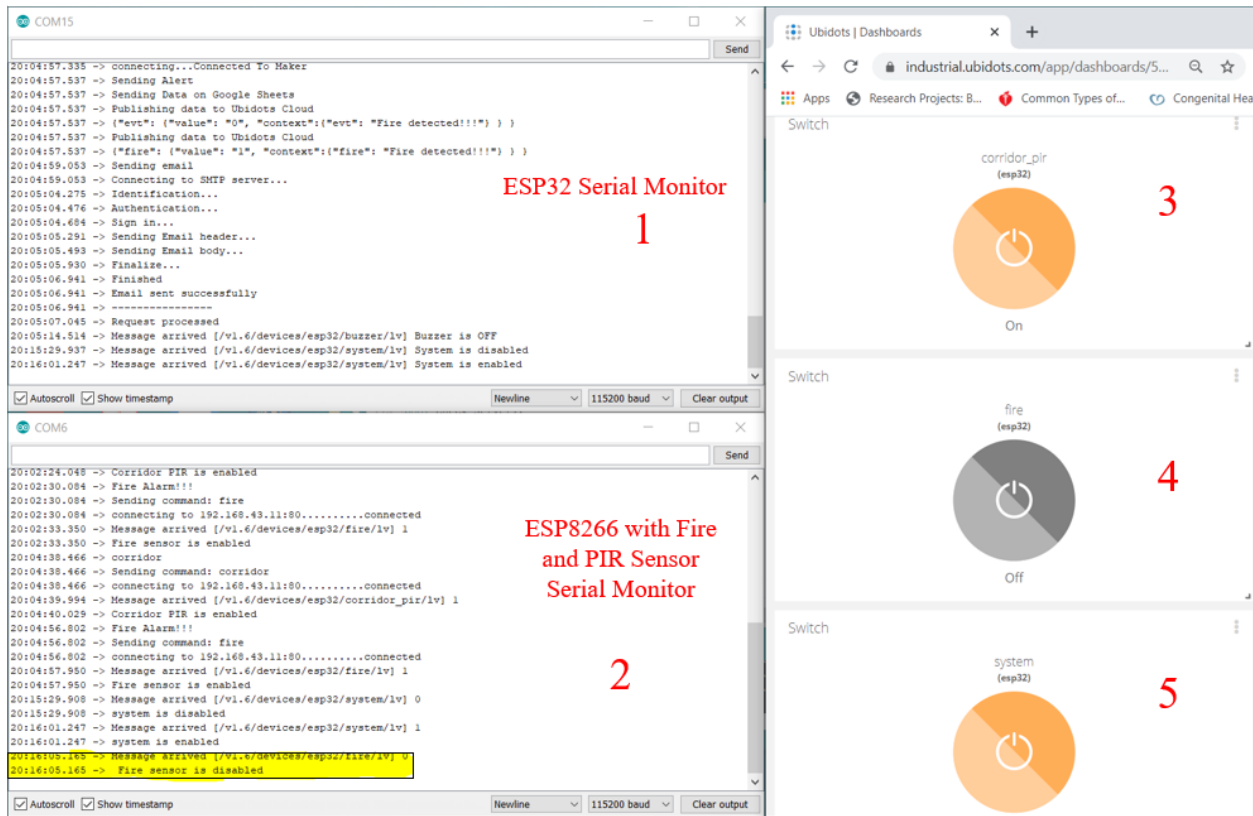 COM15
Send
20:04:57.335 -> connecting...Connected To Maker
20:04:57.537 -> Sending Alert
20:04:57.537 -> Sending Data on Google Sheets
20:04:57.537 -> Publishing data to Ubidots Cloud
20:04:57.537 -> {"evt": {"value": "0", "context":{"evt": "Fire detected!!!"} } }
20:04:57.537 -> Publishing data to Ubidots Cloud
20:04:57.537 -> {"fire": {"value": "1", "context":{"fire": "Fire detected!!!"} } }
20:04:59.053 -> Sending email
20:04:59.053 -> Connecting to SMTP server...
20:05:04.275 -> Identification...
20:05:04.476 -> Authentication...
20:05:04.684 -> Sign in...
20:05:05.291 -> Sending Email header...
20:05:05.493 -> Sending Email body...
20:05:05.930 -> Finalize...
20:05:06.941 -> Finished
20:05:06.941 -> Email sent successfully
20:05:06.941 -> ----------------
20:05:07.045 -> Request processed
20:05:14.514 -> Message arrived [/v1.6/devices/esp32/buzzer/lv] Buzzer is OFF
20:15:29.937 -> Message arrived [/v1.6/devices/esp32/system/lv] System is disabled
20:16:01.247 -> Message arrived [/v1.6/devices/esp32/system/lv] System is enabled
ESP32 Serial Monitor
1
Autoscroll Show timestamp Newline 115200 baud Clear output
COM6
Send
20:02:24.048 -> Corridor PIR is enabled
20:02:30.084 -> Fire Alarm!!!
20:02:30.084 -> Sending command: fire
20:02:30.084 -> connecting to 192.168.43.11:80..........connected
20:02:33.350 -> Message arrived [/v1.6/devices/esp32/fire/lv] 1
20:02:33.350 -> Fire sensor is enabled
20:04:38.466 -> corridor
20:04:38.466 -> Sending command: corridor
20:04:38.466 -> connecting to 192.168.43.11:80..........connected
20:04:39.994 -> Message arrived [/v1.6/devices/esp32/corridor_pir/lv] 1
20:04:40.029 -> Corridor PIR is enabled
20:04:56.802 -> Fire Alarm!!!
20:04:56.802 -> Sending command: fire
20:04:56.802 -> connecting to 192.168.43.11:80..........connected
20:04:57.950 -> Message arrived [/v1.6/devices/esp32/fire/lv] 1
20:04:57.950 -> Fire sensor is enabled
20:15:29.908 -> Message arrived [/v1.6/devices/esp32/system/lv] 0
20:15:29.908 -> system is disabled
20:16:01.247 -> Message arrived [/v1.6/devices/esp32/system/lv] 1
20:16:01.247 -> system is enabled
20:16:05.165 -> Message arrived [/v1.6/devices/esp32/fire/lv] 0
20:16:05.165 -> Fire sensor is disabled
ESP8266 with Fire
and PIR Sensor
Serial Monitor
2
Autoscroll Show timestamp Newline 115200 baud Clear output
Ubidots | Dashboards
industrial.ubidots.com/app/dashboards/5...
Apps Research Projects: B... Common Types of... Congenital Hea
Switch
corridor_pir
(esp32)
3
On
Switch
fire
(esp32)
4
Off
Switch
system
(esp32)
5